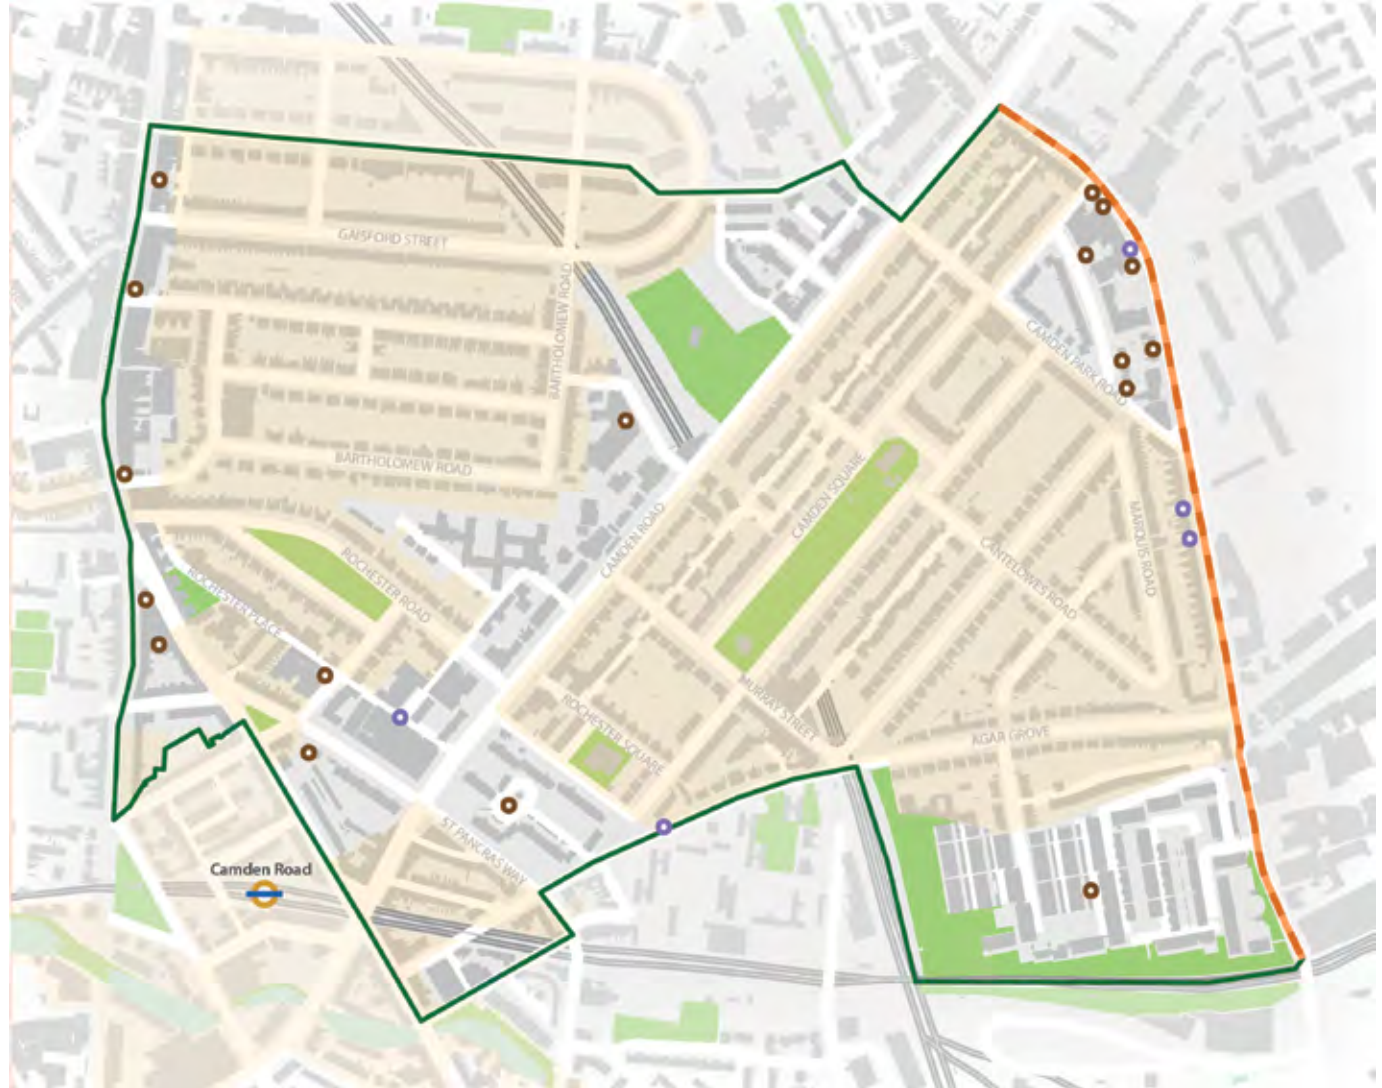 GAISFORD STREET
BARTHOLOMEW ROAD
CAMDEN PARK ROAD
BARTHOLOMEW ROAD
CAMDEN SQUARE
CAMDEN ROAD
MARQUIS ROAD
CANTELOWES ROAD
ROCHESTER ROAD
ROCHESTER PLACE
MURRAY STREET
ROCHESTER SQUARE
AGAR GROVE
ST PANCRAS WAY
Camden Road